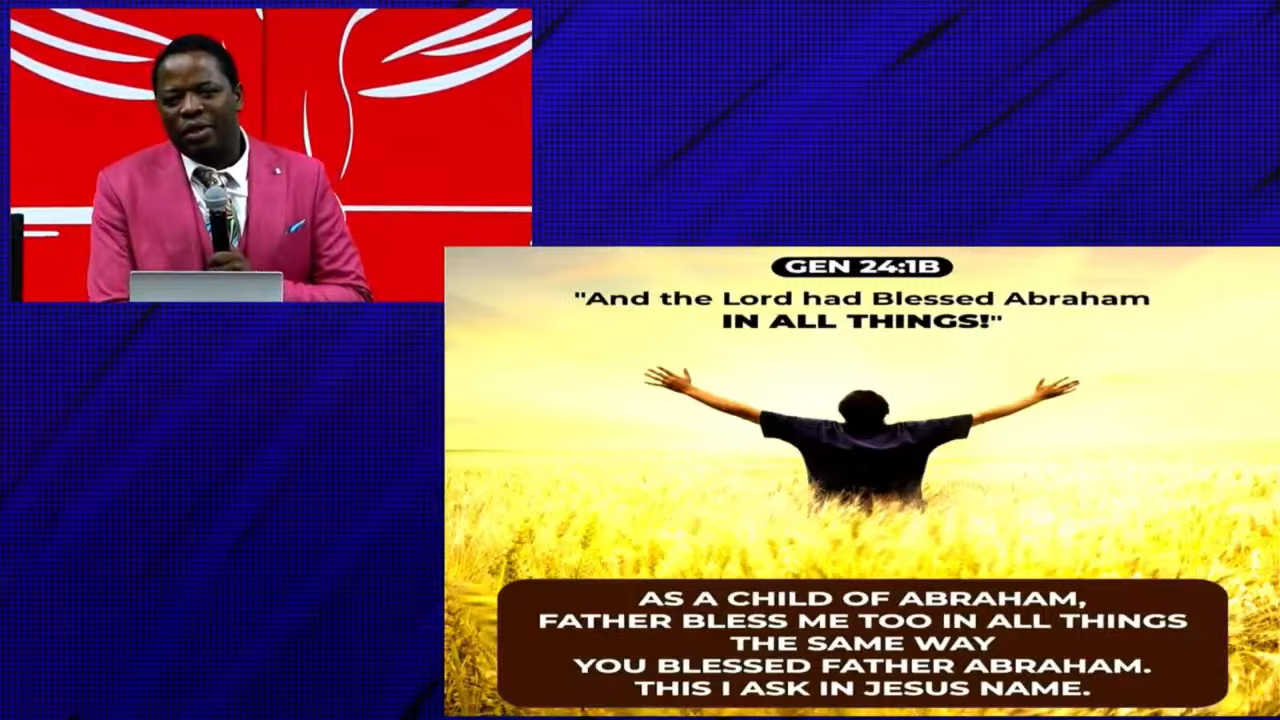 GEN 24:1B
"And the Lord had Blessed Abraham
IN ALL THINGS!"
AS A CHILD OF ABRAHAM,
FATHER BLESS ME TOO IN ALL THINGS
THE SAME WAY
YOU BLESSED FATHER ABRAHAM.
THIS I ASK IN JESUS NAME.